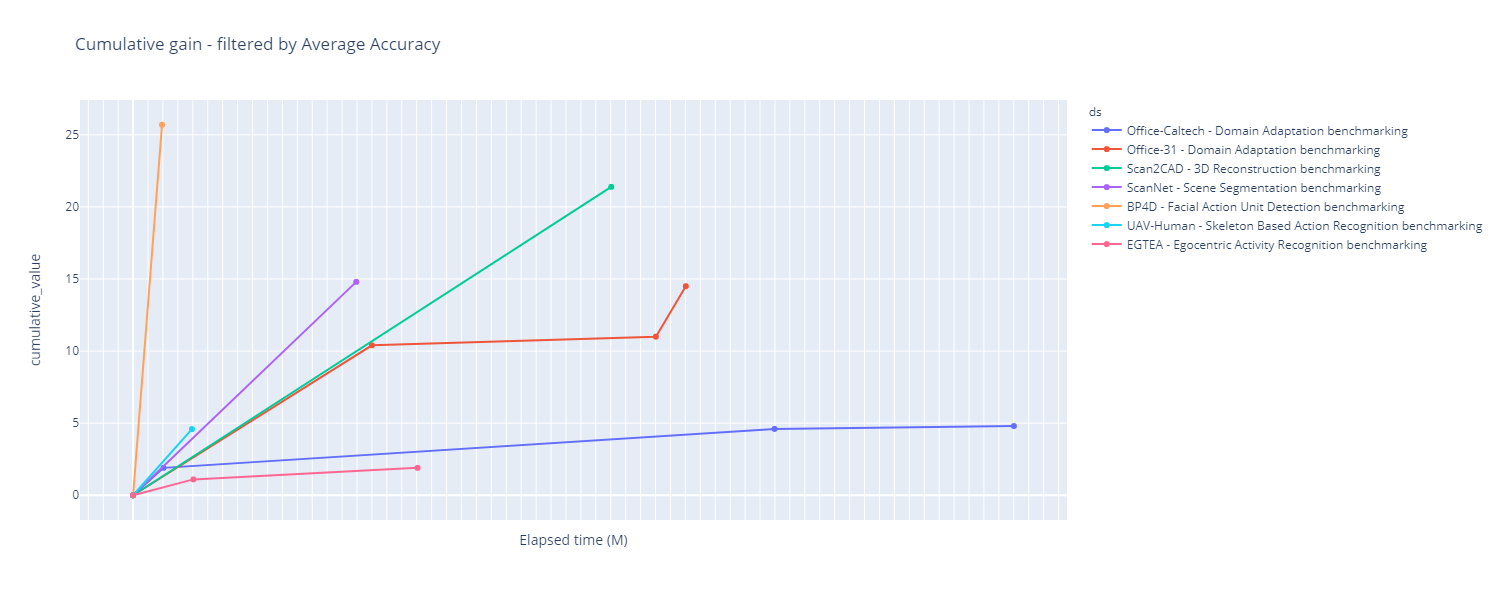 Cumulative gain - filtered by Average Accuracy
cumulative_value
25
20
15
10
5
0
Elapsed time (M)
ds
Office-Caltech - Domain Adaptation benchmarking
Office-31 - Domain Adaptation benchmarking
Scan2CAD - 3D Reconstruction benchmarking
ScanNet - Scene Segmentation benchmarking
BP4D - Facial Action Unit Detection benchmarking
UAV-Human - Skeleton Based Action Recognition benchmarking
EGTEA - Egocentric Activity Recognition benchmarking